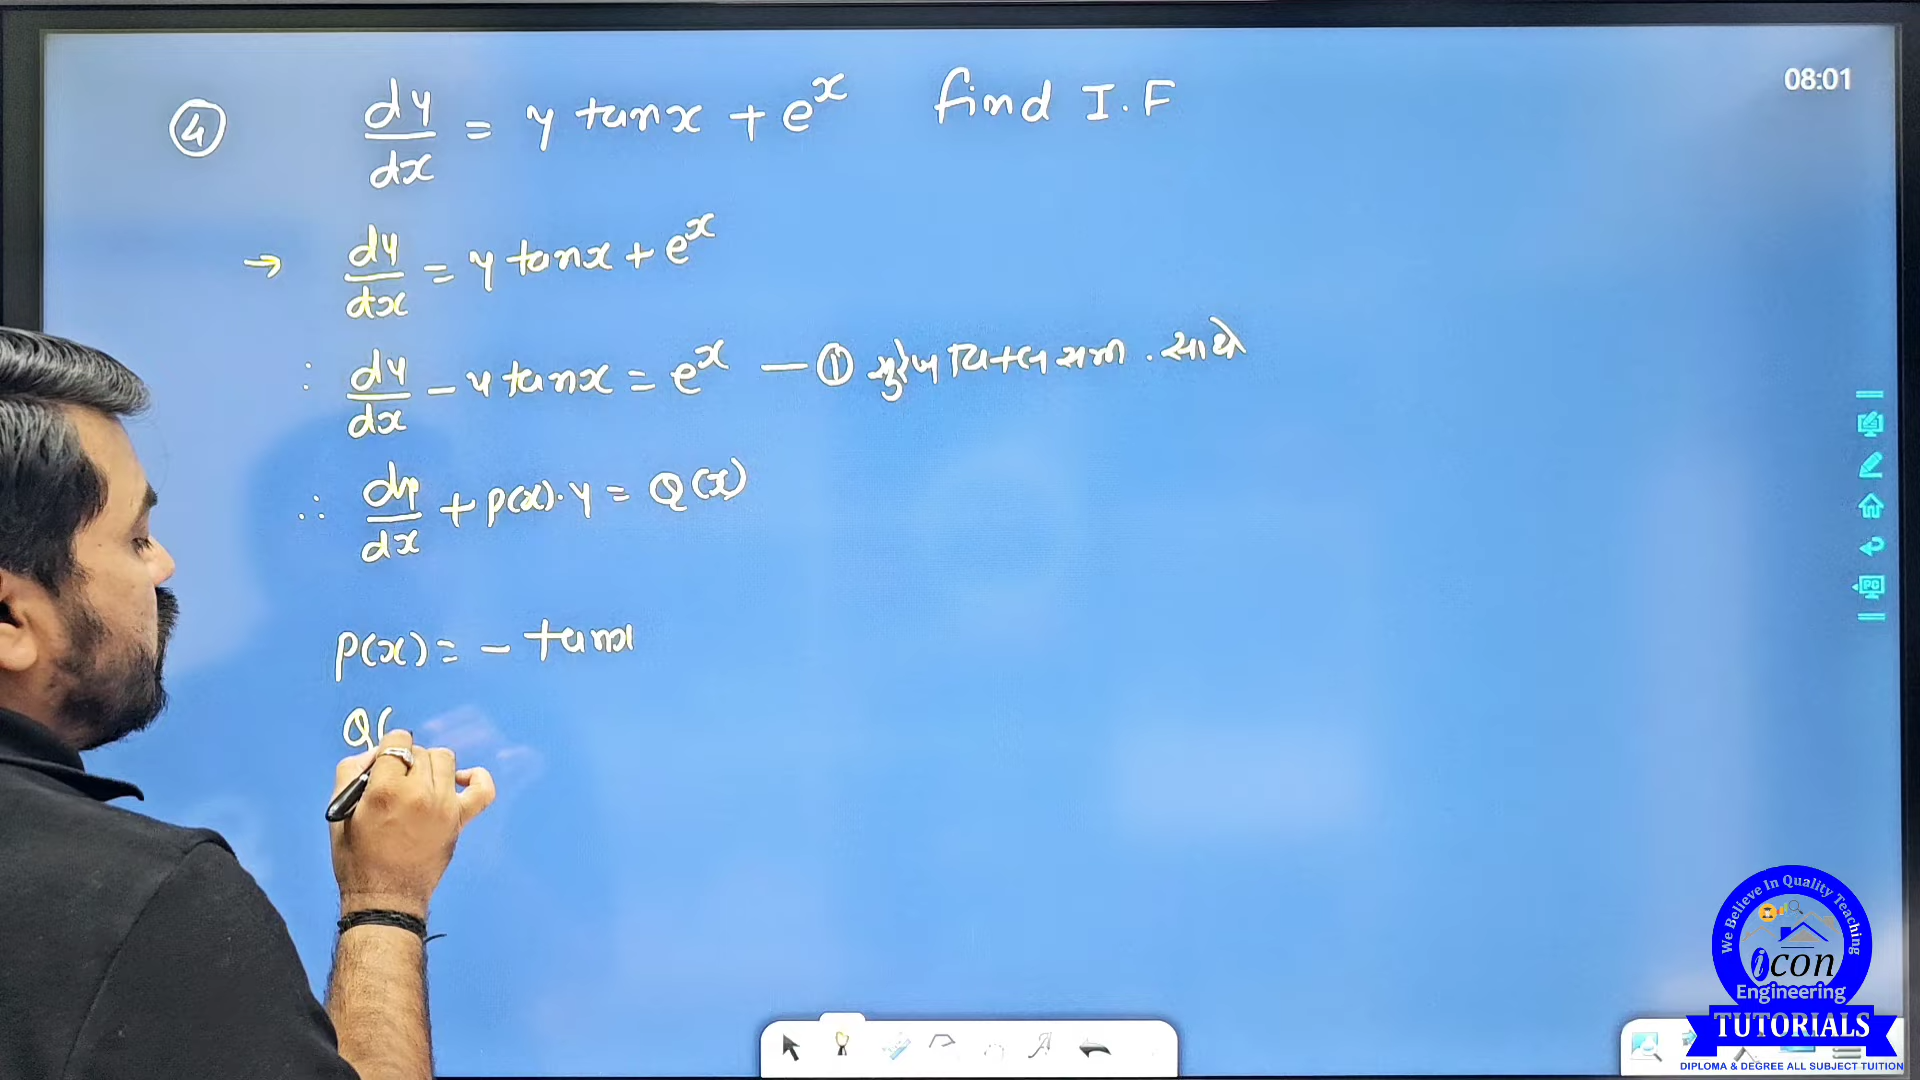 08:01
④ dy/dx = y tanx + e^x find I.F
→ dy/dx = y tanx + e^x
∴ dy/dx - y tanx = e^x — ① સુરેખ વિકલ સમી. સાથે
∴ dy/dx + P(x)·y = Q(x)
P(x) = - tanx
Q(
PC
We Believe In Quality Teaching
icon
Engineering
TUTORIALS
DIPLOMA & DEGREE ALL SUBJECT TUITION